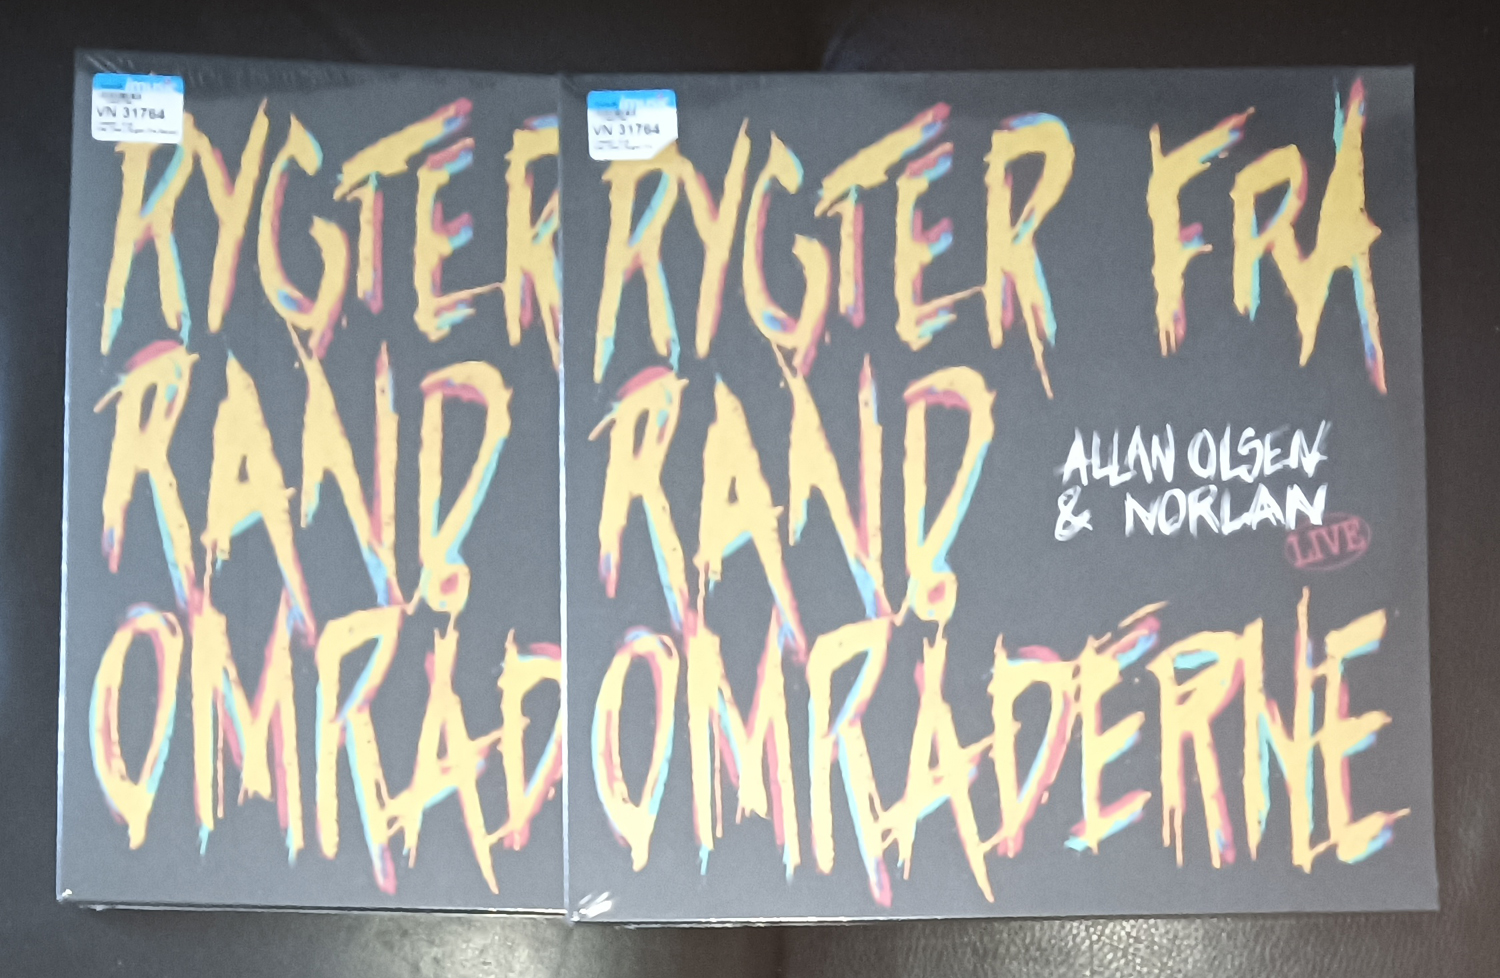 VN 31764
RYGTER
RAND
OMRÅD
VN 31764
RYGTER FRA
RAND
ALLAN OLSEN
& NORLAN
LIVE
OMRÅDERNE